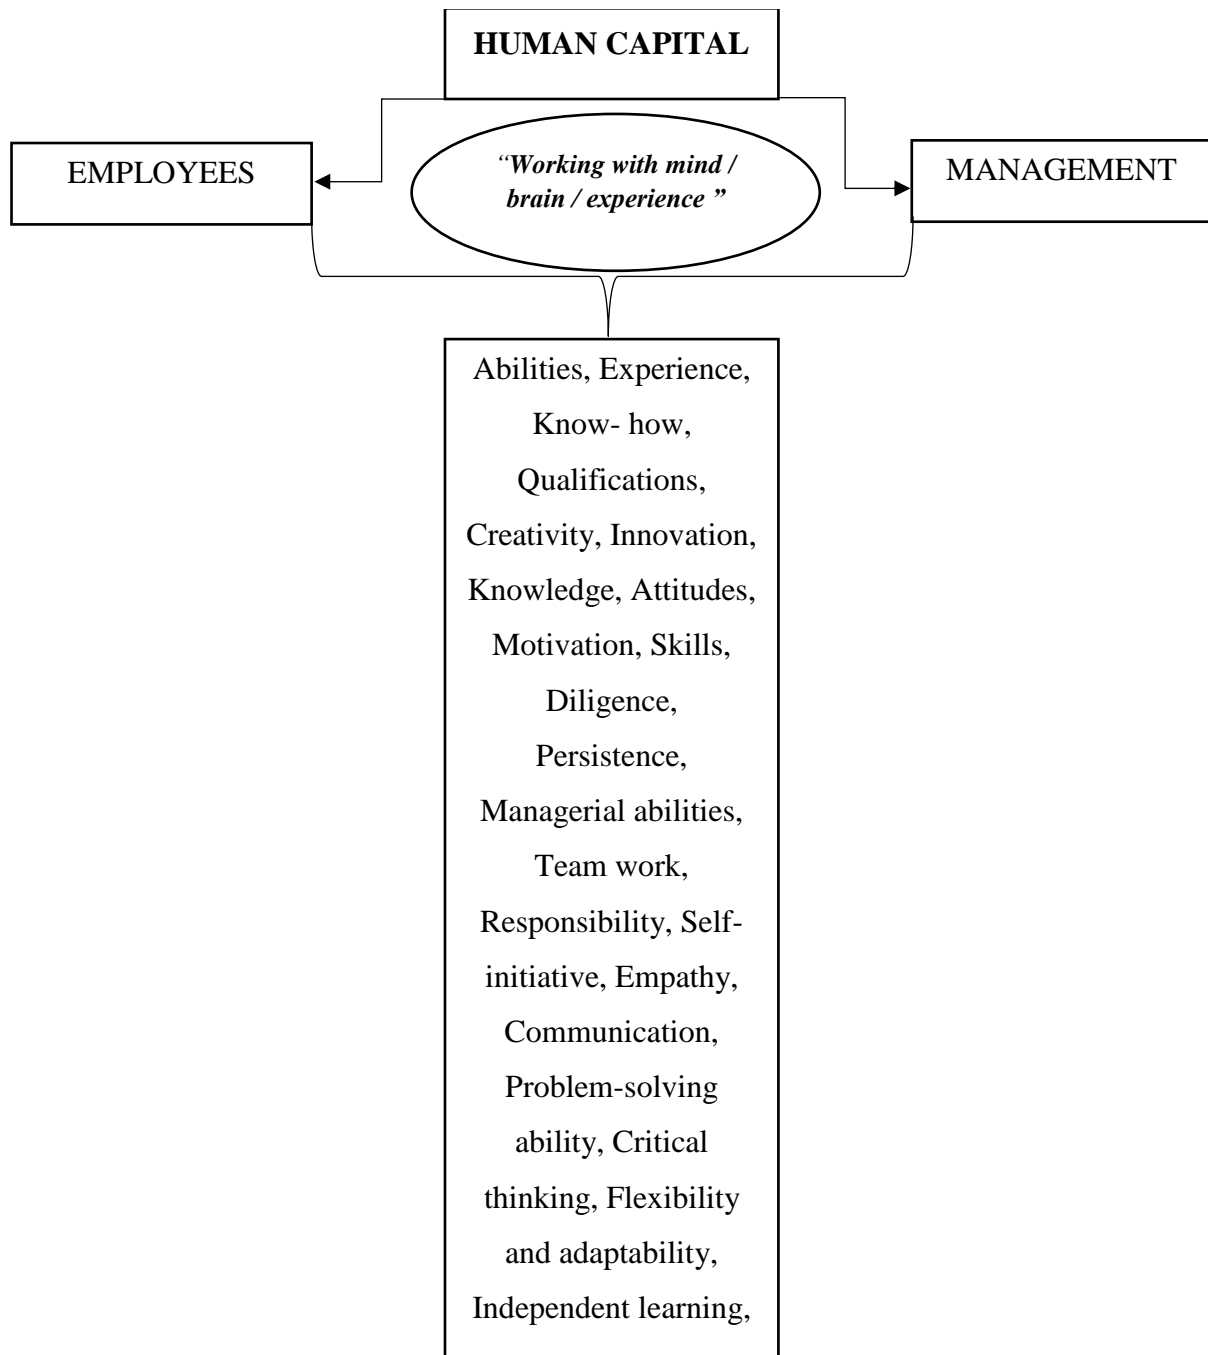 HUMAN CAPITAL
EMPLOYEES
“Working with mind /
brain / experience ”
MANAGEMENT
Abilities, Experience,
Know- how,
Qualifications,
Creativity, Innovation,
Knowledge, Attitudes,
Motivation, Skills,
Diligence,
Persistence,
Managerial abilities,
Team work,
Responsibility, Self-
initiative, Empathy,
Communication,
Problem-solving
ability, Critical
thinking, Flexibility
and adaptability,
Independent learning,